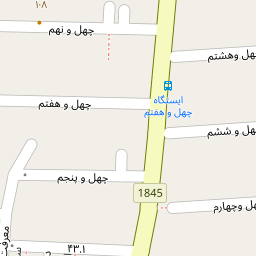 ۱۰۸
چهل و نهم
چهل وهشتم
ایستگاه
چهل و هفتم
چهل و هفتم
چهل و ششم
چهل و پنجم
1845
چهل وچهارم
معرفت
۴۳.۱